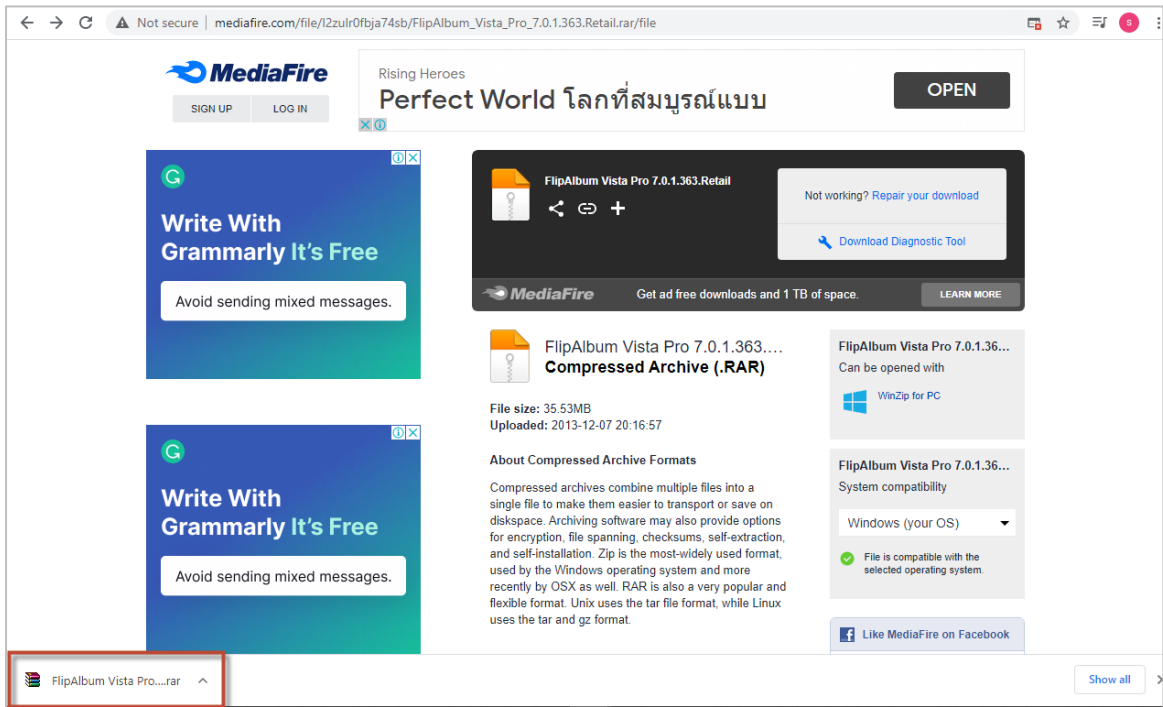 Not secure | mediafire.com/file/l2zulr0fbja74sb/FlipAlbum_Vista_Pro_7.0.1.363.Retail.rar/file
S
MediaFire
SIGN UP
LOG IN
Rising Heroes
Perfect World โลกที่สมบูรณ์แบบ
OPEN
G
Write With
Grammarly It's Free
Avoid sending mixed messages.
FlipAlbum Vista Pro 7.0.1.363.Retail
Not working? Repair your download
Download Diagnostic Tool
MediaFire
Get ad free downloads and 1 TB of space.
LEARN MORE
FlipAlbum Vista Pro 7.0.1.363....
Compressed Archive (.RAR)
File size: 35.53MB
Uploaded: 2013-12-07 20:16:57
About Compressed Archive Formats
Compressed archives combine multiple files into a
single file to make them easier to transport or save on
diskspace. Archiving software may also provide options
for encryption, file spanning, checksums, self-extraction,
and self-installation. Zip is the most-widely used format,
used by the Windows operating system and more
recently by OSX as well. RAR is also a very popular and
flexible format. Unix uses the tar file format, while Linux
uses the tar and gz format.
FlipAlbum Vista Pro 7.0.1.36...
Can be opened with
WinZip for PC
FlipAlbum Vista Pro 7.0.1.36...
System compatibility
Windows (your OS)
File is compatible with the
selected operating system.
Like MediaFire on Facebook
G
Write With
Grammarly It's Free
Avoid sending mixed messages.
FlipAlbum Vista Pro....rar
Show all